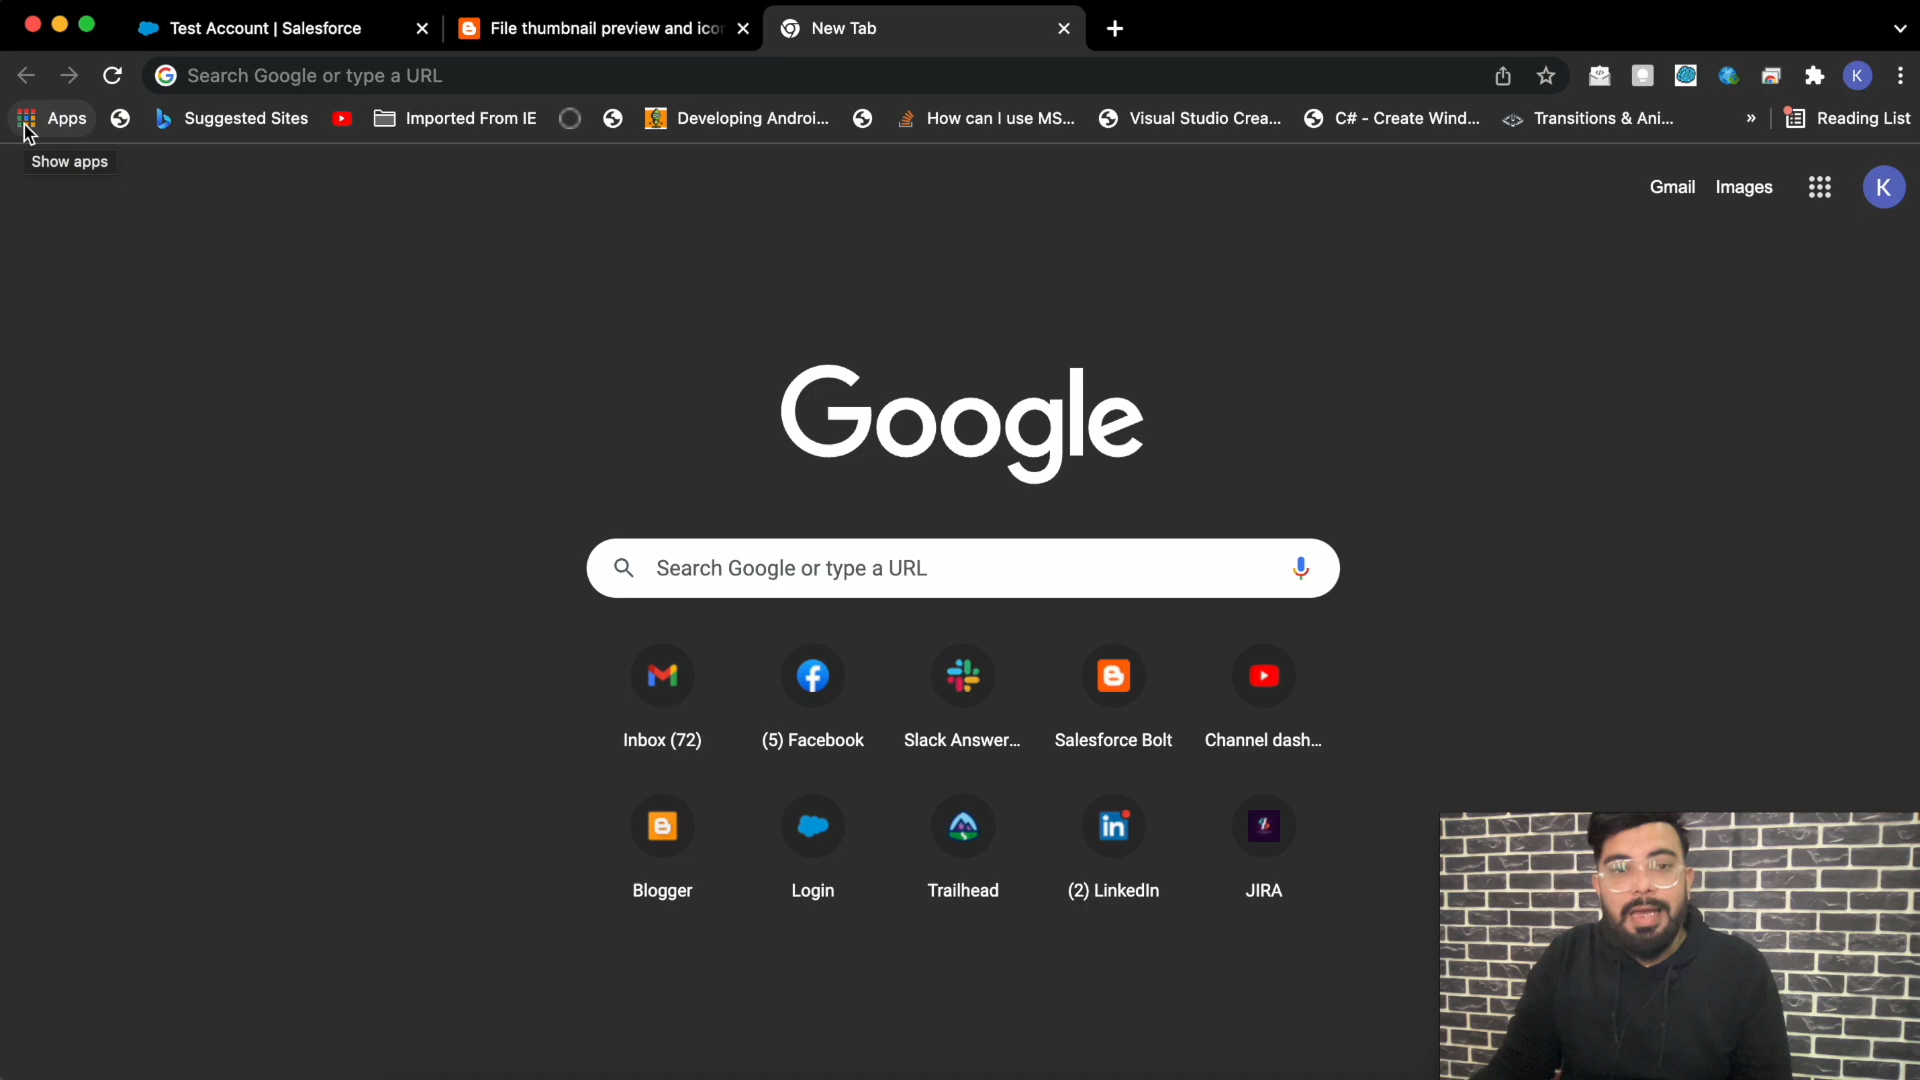 Test Account | Salesforce
File thumbnail preview and ico
New Tab
Search Google or type a URL
K
Apps
Suggested Sites
Imported From IE
Developing Androi...
How can I use MS...
Visual Studio Crea...
C# - Create Wind...
Transitions & Ani...
»
Reading List
Show apps
Gmail
Images
K
Google
Search Google or type a URL
Inbox (72)
(5) Facebook
Slack Answer...
Salesforce Bolt
Channel dash...
in
Blogger
Login
Trailhead
(2) LinkedIn
JIRA